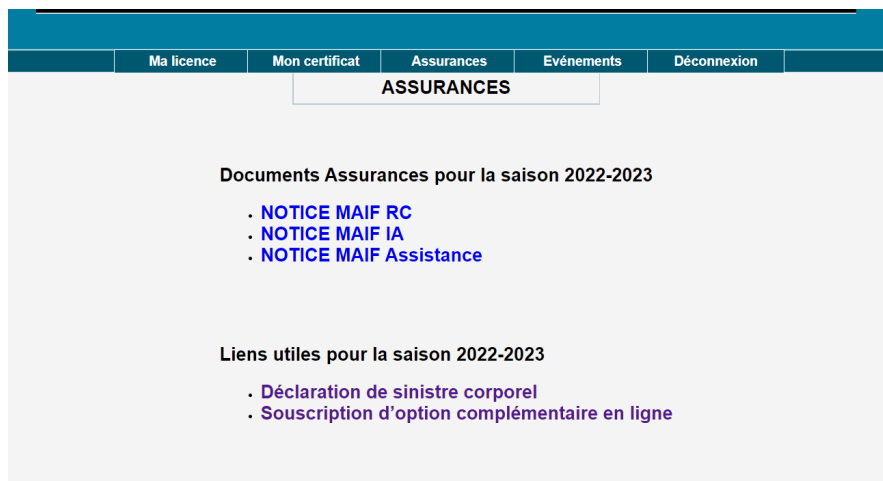 Ma licence Mon certificat Assurances Evénements Déconnexion
ASSURANCES
Documents Assurances pour la saison 2022-2023
NOTICE MAIF RC
NOTICE MAIF IA
NOTICE MAIF Assistance
Liens utiles pour la saison 2022-2023
Déclaration de sinistre corporel
Souscription d'option complémentaire en ligne